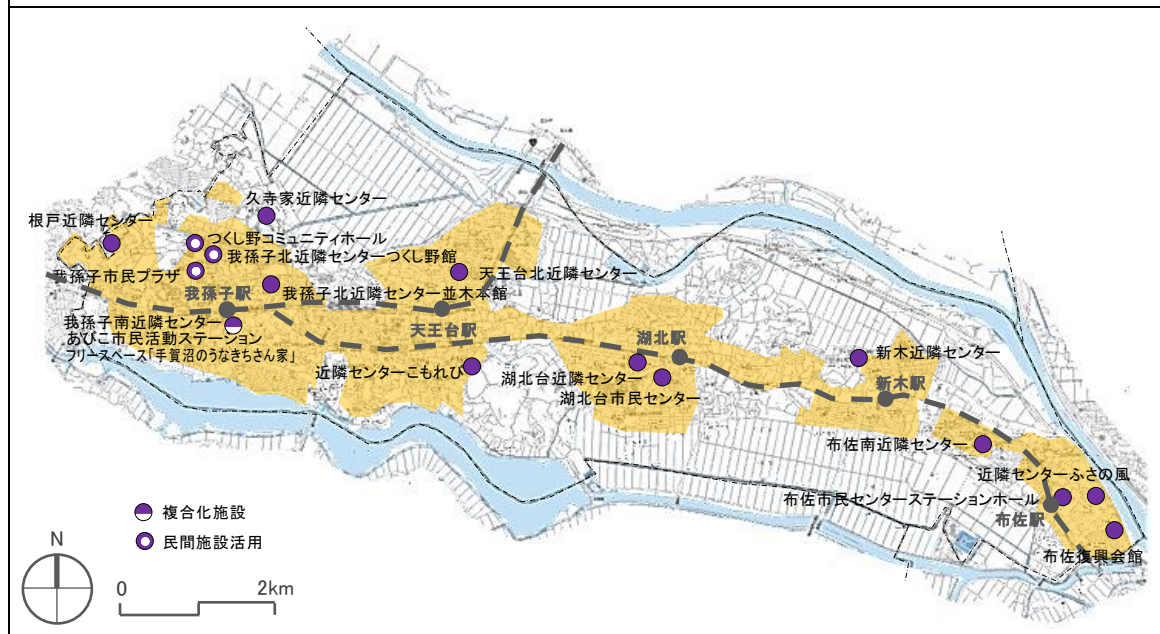 久寺家近隣センター
根戸近隣センター
つくし野コミュニティホール
我孫子北近隣センターつくし野館
我孫子市民プラザ
天王台北近隣センター
我孫子駅
我孫子北近隣センター並木本館
我孫子南近隣センター
あびこ市民活動ステーション
フリースペース「手賀沼のうなきちさん家」
天王台駅
湖北駅
近隣センターこもれび
湖北台近隣センター
湖北台市民センター
新木近隣センター
新木駅
布佐南近隣センター
近隣センターふさの風
布佐市民センターステーションホール
布佐駅
布佐復興会館
複合化施設
民間施設活用
N
0
2km